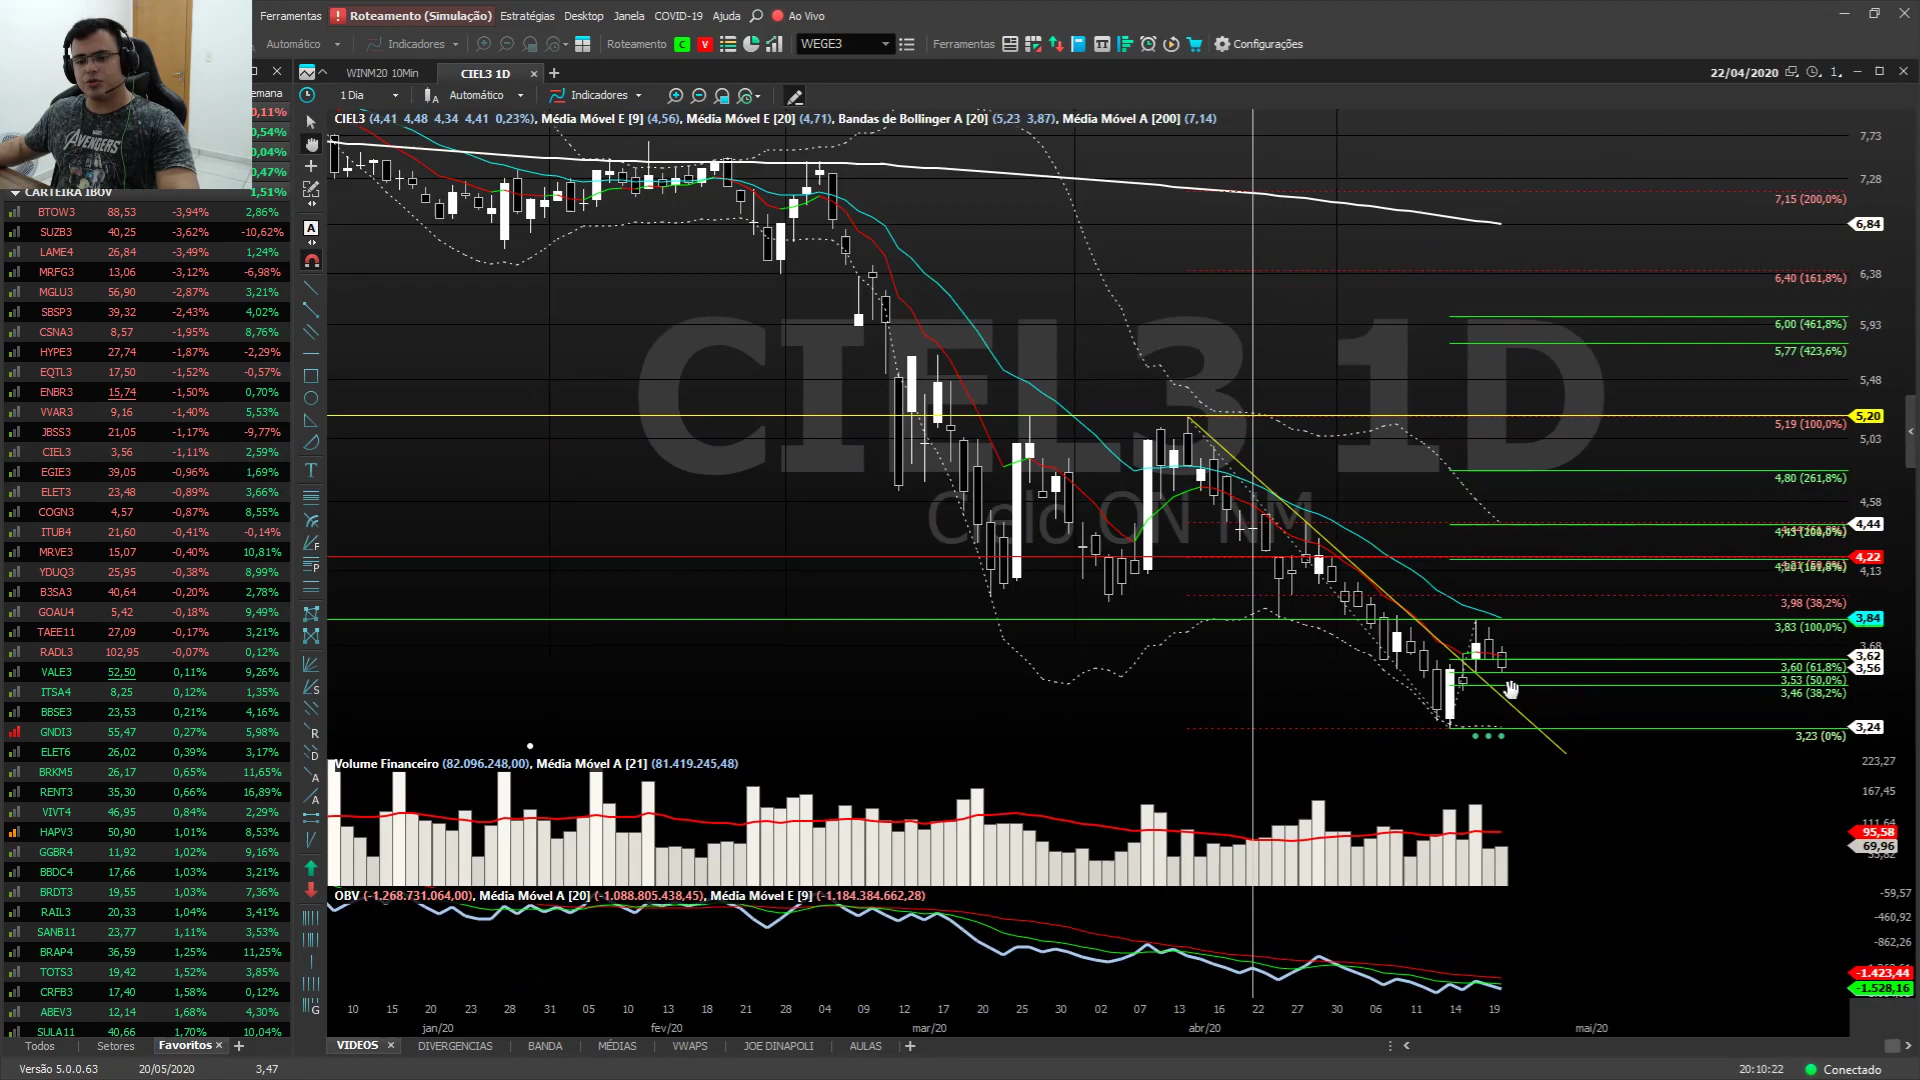 Ferramentas Roteamento (Simulação) Estratégias Desktop Janela COVID-19 Ajuda Ao Vivo
Automático Indicadores Roteamento C V WEGE3 Ferramentas Configurações
WINM20 10Min CIEL3 1D 22/04/2020 1
1 Dia Automático Indicadores
CIEL3 (4,41 4,48 4,34 4,41 0,23%), Média Móvel E [9] (4,56), Média Móvel E [20] (4,71), Bandas de Bollinger A [20] (5,23 3,87), Média Móvel A [200] (7,14)
emana
0,11%
0,54%
0,04%
0,47%
1,51%
CARTEIRA IBOV
BTOW3 88,53 -3,94% 2,86%
SUZB3 40,25 -3,62% -10,62%
LAME4 26,84 -3,49% 1,24%
MRFG3 13,06 -3,12% -6,98%
MGLU3 56,90 -2,87% 3,21%
SBSP3 39,32 -2,43% 4,02%
CSNA3 8,57 -1,95% 8,76%
HYPE3 27,74 -1,87% -2,29%
EQTL3 17,50 -1,52% -0,57%
ENBR3 15,74 -1,50% 0,70%
VVAR3 9,16 -1,40% 5,53%
JBSS3 21,05 -1,17% -9,77%
CIEL3 3,56 -1,11% 2,59%
EGIE3 39,05 -0,96% 1,69%
ELET3 23,48 -0,89% 3,66%
COGN3 4,57 -0,87% 8,55%
ITUB4 21,60 -0,41% -0,14%
MRVE3 15,07 -0,40% 10,81%
YDUQ3 25,95 -0,38% 8,99%
B3SA3 40,64 -0,20% 2,78%
GOAU4 5,42 -0,18% 9,49%
TAEE11 27,09 -0,17% 3,21%
RADL3 102,95 -0,07% 0,12%
VALE3 52,50 0,11% 9,26%
ITSA4 8,25 0,12% 1,35%
BBSE3 23,53 0,21% 4,16%
GNDI3 55,47 0,27% 5,98%
ELET6 26,02 0,39% 3,17%
BRKM5 26,17 0,65% 11,65%
RENT3 35,30 0,66% 16,89%
VIVT4 46,95 0,84% 2,29%
HAPV3 50,90 1,01% 8,53%
GGBR4 11,92 1,02% 9,16%
BBDC4 17,66 1,03% 3,21%
BRDT3 19,55 1,03% 7,36%
RAIL3 20,33 1,04% 3,41%
SANB11 23,77 1,11% 3,53%
BRAP4 36,59 1,25% 11,25%
TOTS3 19,42 1,52% 3,85%
CRFB3 17,40 1,58% 0,12%
ABEV3 12,14 1,68% 4,30%
SULA11 40,66 1,70% 10,04%
Todos Setores Favoritos
AVENGERS
CIEL3 1D
Cielo ON NM
7,73
7,28
7,15 (200,0%)
6,84
6,38
6,40 (161,8%)
5,93
6,00 (461,8%)
5,77 (423,6%)
5,48
5,20
5,19 (100,0%)
5,03
4,80 (261,8%)
4,58
4,44
4,43 (200,0%)
4,22
4,20 (161,8%)
4,13
3,98 (38,2%)
3,84
3,83 (100,0%)
3,68
3,62
3,60 (61,8%)
3,56
3,53 (50,0%)
3,46 (38,2%)
3,24
3,23 (0%)
Volume Financeiro (82.096.248,00), Média Móvel A [21] (81.419.245,48)
223,27
167,45
111,64
95,58
69,96
OBV (-1.268.731.064,00), Média Móvel A [20] (-1.088.805.438,45), Média Móvel E [9] (-1.184.384.662,28)
-59,57
-460,92
-862,26
-1.423,44
-1.528,16
10 15 20 23 28 31 05 10 13 18 21 28 04 09 12 17 20 25 30 02 07 13 16 22 27 30 06 11 14 19
jan/20 fev/20 mar/20 abr/20 mai/20
VIDEOS DIVERGENCIAS BANDA MÉDIAS VWAPS JOE DINAPOLI AULAS
Versão 5.0.0.63 20/05/2020 3,47 20:10:22 Conectado